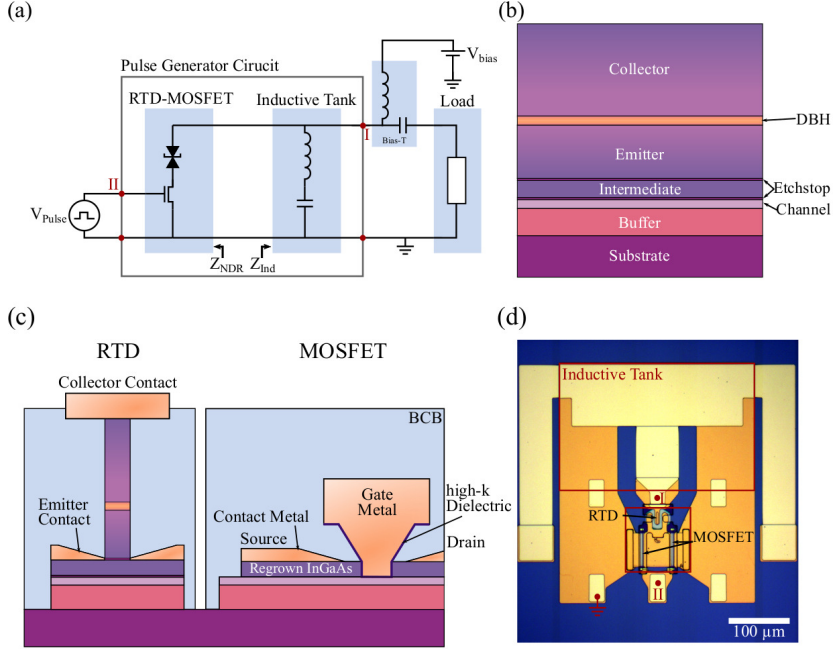 (a)
Pulse Generator Cirucit
RTD-MOSFET
Inductive Tank
I
Bias-T
V_bias
Load
II
V_Pulse
Z_NDR
Z_Ind
(b)
Collector
DBH
Emitter
Etchstop
Intermediate
Channel
Buffer
Substrate
(c)
RTD
MOSFET
Collector Contact
BCB
Emitter
Contact
Contact Metal
Source
Gate
Metal
high-k
Dielectric
Drain
Regrown InGaAs
(d)
Inductive Tank
I
RTD
MOSFET
II
100 µm